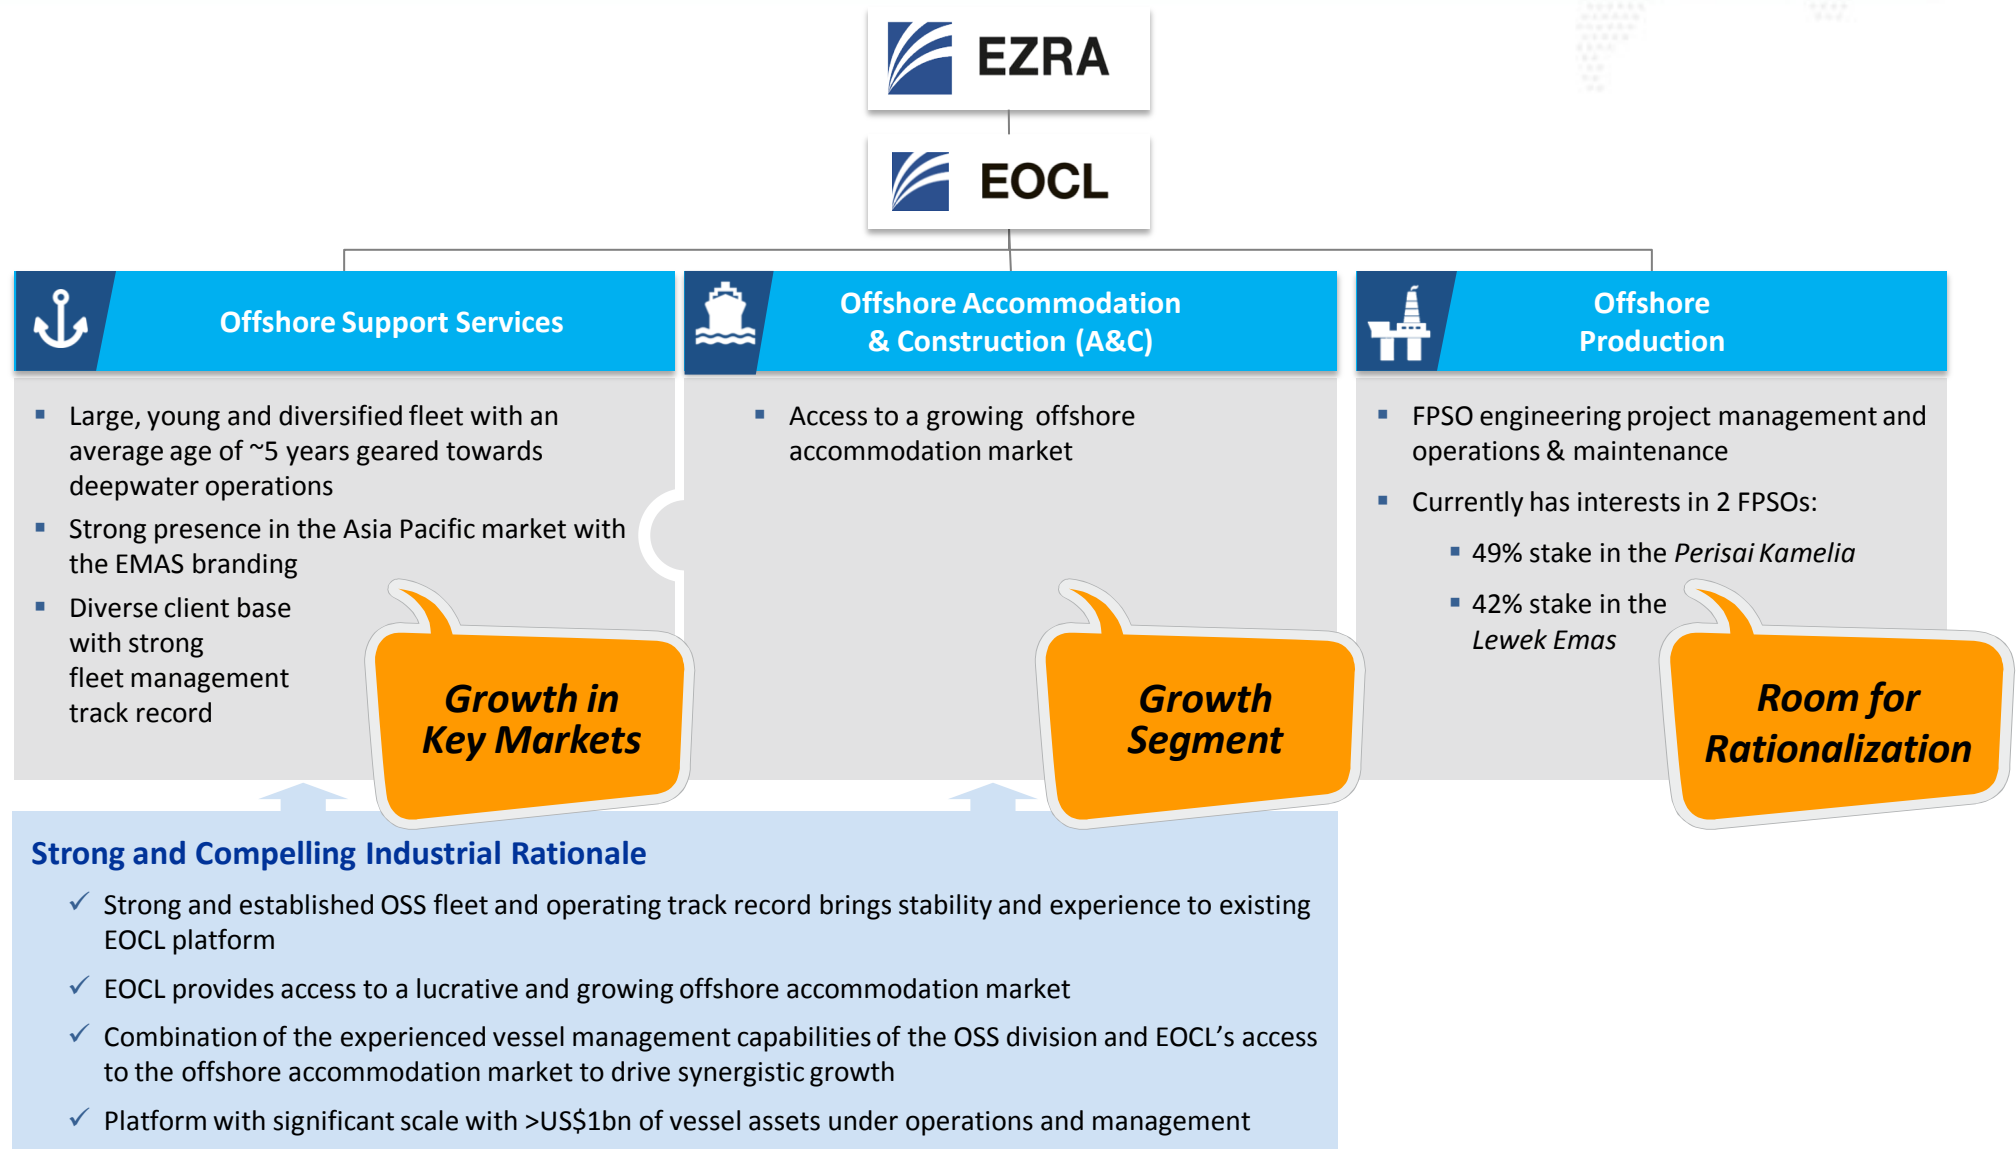 EZRA
EOCL
Offshore Support Services
Large, young and diversified fleet with an
average age of ~5 years geared towards
deepwater operations
Strong presence in the Asia Pacific market with
the EMAS branding
Diverse client base
with strong
fleet management
track record
Growth in
Key Markets
Offshore Accommodation
& Construction (A&C)
Access to a growing offshore
accommodation market
Growth
Segment
Offshore
Production
FPSO engineering project management and
operations & maintenance
Currently has interests in 2 FPSOs:
49% stake in the Perisai Kamelia
42% stake in the
Lewek Emas
Room for
Rationalization
Strong and Compelling Industrial Rationale
Strong and established OSS fleet and operating track record brings stability and experience to existing
EOCL platform
EOCL provides access to a lucrative and growing offshore accommodation market
Combination of the experienced vessel management capabilities of the OSS division and EOCL’s access
to the offshore accommodation market to drive synergistic growth
Platform with significant scale with >US$1bn of vessel assets under operations and management